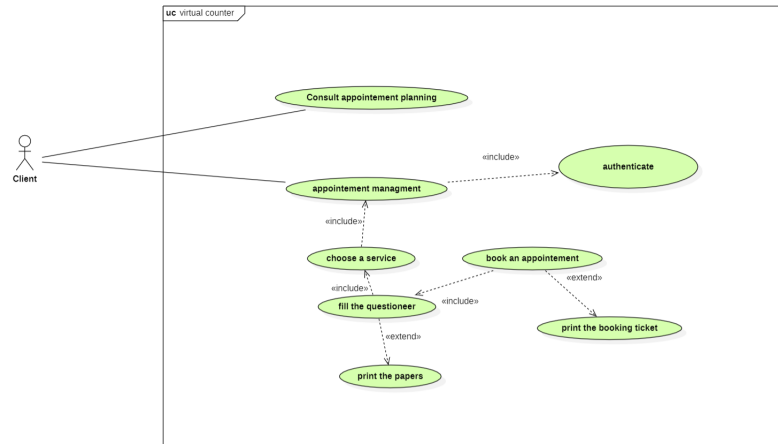 uc virtual counter
Consult appointement planning
Client
«include»
authenticate
appointement managment
«include»
choose a service
book an appointement
«extend»
«include»
fill the questioneer
«include»
print the booking ticket
«extend»
print the papers